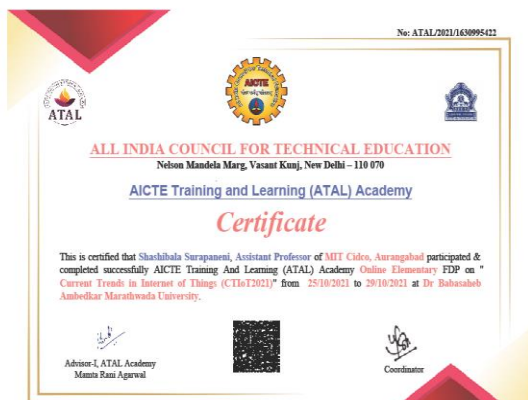 No: ATAL/2021/1630995422
ATAL
AICTE
ALL INDIA COUNCIL FOR TECHNICAL EDUCATION
Nelson Mandela Marg, Vasant Kunj, New Delhi – 110 070
AICTE Training and Learning (ATAL) Academy
Certificate
This is certified that Shashibala Surapaneni, Assistant Professor of MIT Cidco, Aurangabad participated &
completed successfully AICTE Training And Learning (ATAL) Academy Online Elementary FDP on "
Current Trends in Internet of Things (CTIoT2021)" from 25/10/2021 to 29/10/2021 at Dr Babasaheb
Ambedkar Marathwada University.
Advisor-I, ATAL Academy
Mamta Rani Agarwal
Coordinator